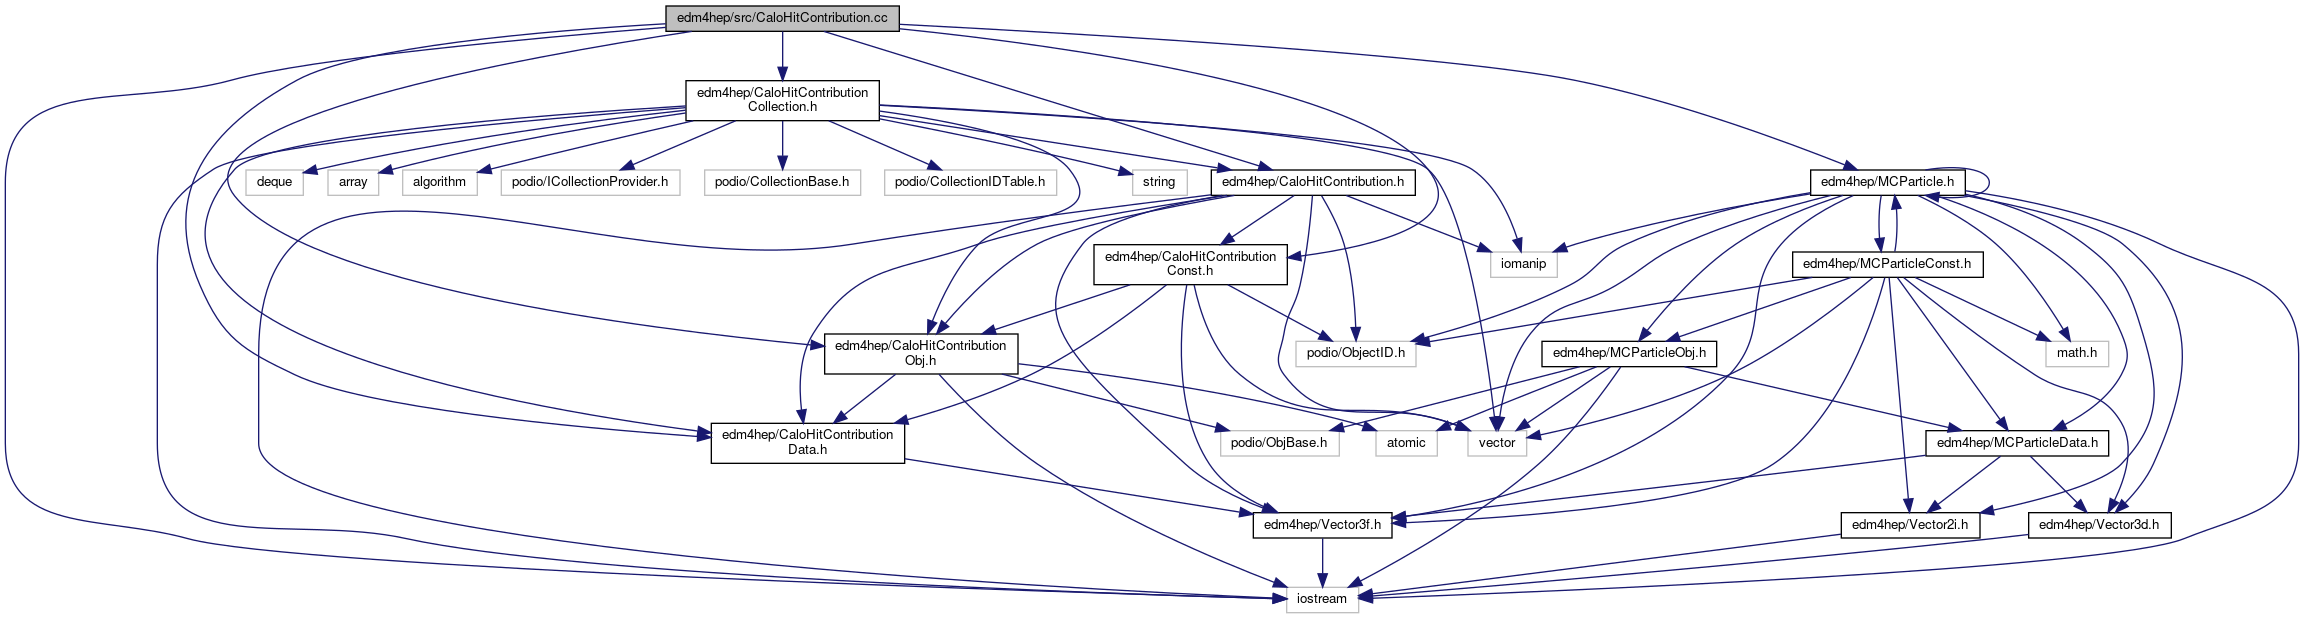 edm4hep/src/CaloHitContribution.cc
edm4hep/CaloHitContribution
Collection.h
deque
array
algorithm
podio/ICollectionProvider.h
podio/CollectionBase.h
podio/CollectionIDTable.h
string
edm4hep/CaloHitContribution.h
edm4hep/MCParticle.h
edm4hep/CaloHitContribution
Const.h
iomanip
edm4hep/MCParticleConst.h
edm4hep/CaloHitContribution
Obj.h
podio/ObjectID.h
edm4hep/MCParticleObj.h
math.h
edm4hep/CaloHitContribution
Data.h
podio/ObjBase.h
atomic
vector
edm4hep/MCParticleData.h
edm4hep/Vector3f.h
edm4hep/Vector2i.h
edm4hep/Vector3d.h
iostream